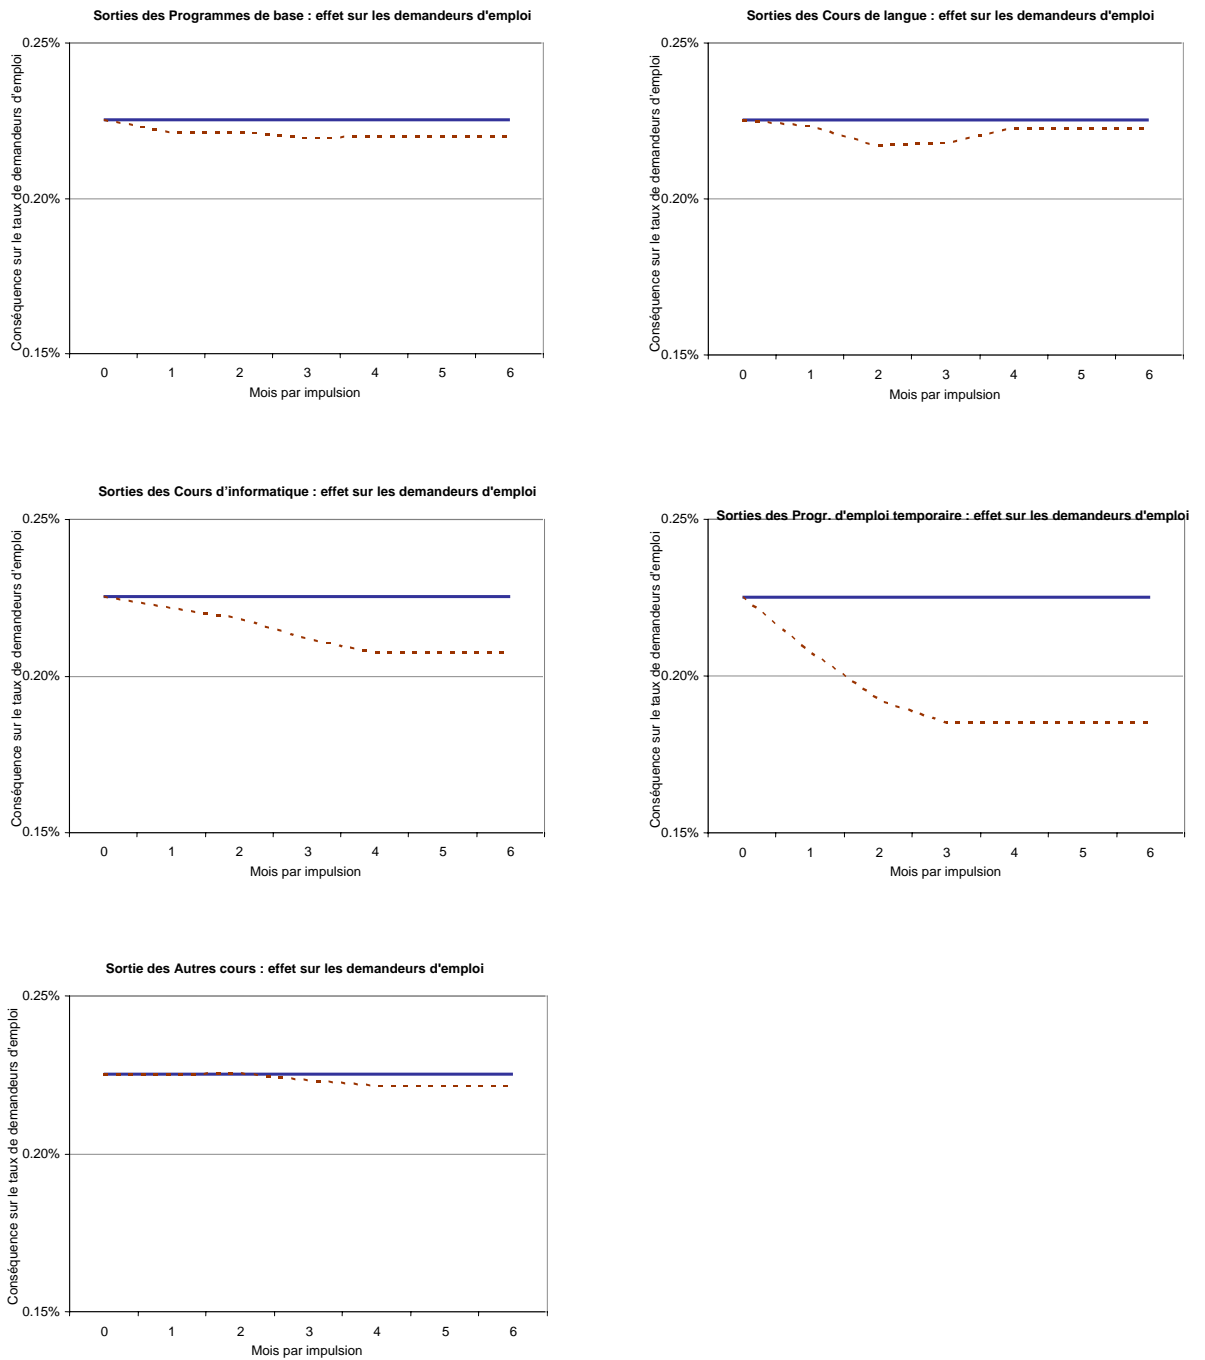 Sorties des Programmes de base : effet sur les demandeurs d'emploi
Conséquence sur le taux de demandeurs d'emploi
0.25%
0.20%
0.15%
0 1 2 3 4 5 6
Mois par impulsion
Sorties des Cours de langue : effet sur les demandeurs d'emploi
Conséquence sur le taux de demandeurs d'emploi
0.25%
0.20%
0.15%
0 1 2 3 4 5 6
Mois par impulsion
Sorties des Cours d’informatique : effet sur les demandeurs d'emploi
Conséquence sur le taux de demandeurs d'emploi
0.25%
0.20%
0.15%
0 1 2 3 4 5 6
Mois par impulsion
Sorties des Progr. d'emploi temporaire : effet sur les demandeurs d'emploi
Conséquence sur le taux de demandeurs d'emploi
0.25%
0.20%
0.15%
0 1 2 3 4 5 6
Mois par impulsion
Sortie des Autres cours : effet sur les demandeurs d'emploi
Conséquence sur le taux de demandeurs d'emploi
0.25%
0.20%
0.15%
0 1 2 3 4 5 6
Mois par impulsion